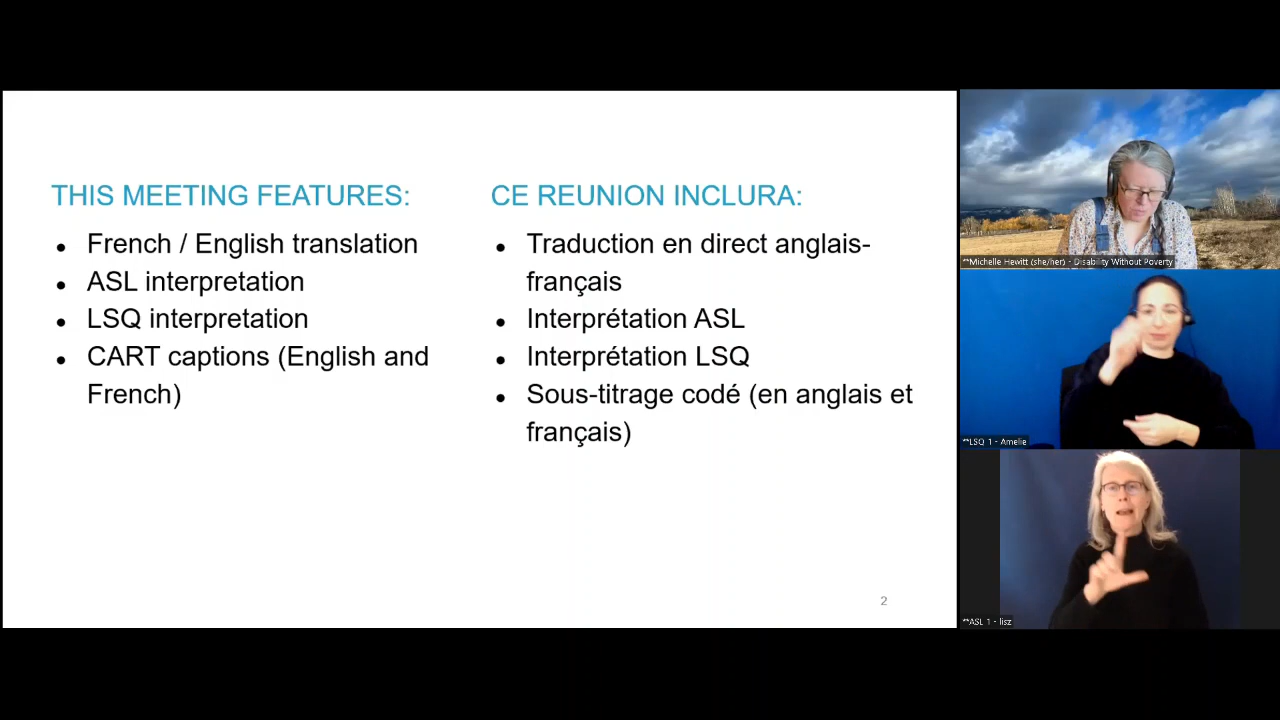 THIS MEETING FEATURES:
● French / English translation
● ASL interpretation
● LSQ interpretation
● CART captions (English and
French)
CE REUNION INCLURA:
● Traduction en direct anglais-
français
● Interprétation ASL
● Interprétation LSQ
● Sous-titrage codé (en anglais et
français)
2
**Michelle Hewitt (she/her) - Disability Without Poverty
**LSQ 1 - Amelie
**ASL 1 - lisz